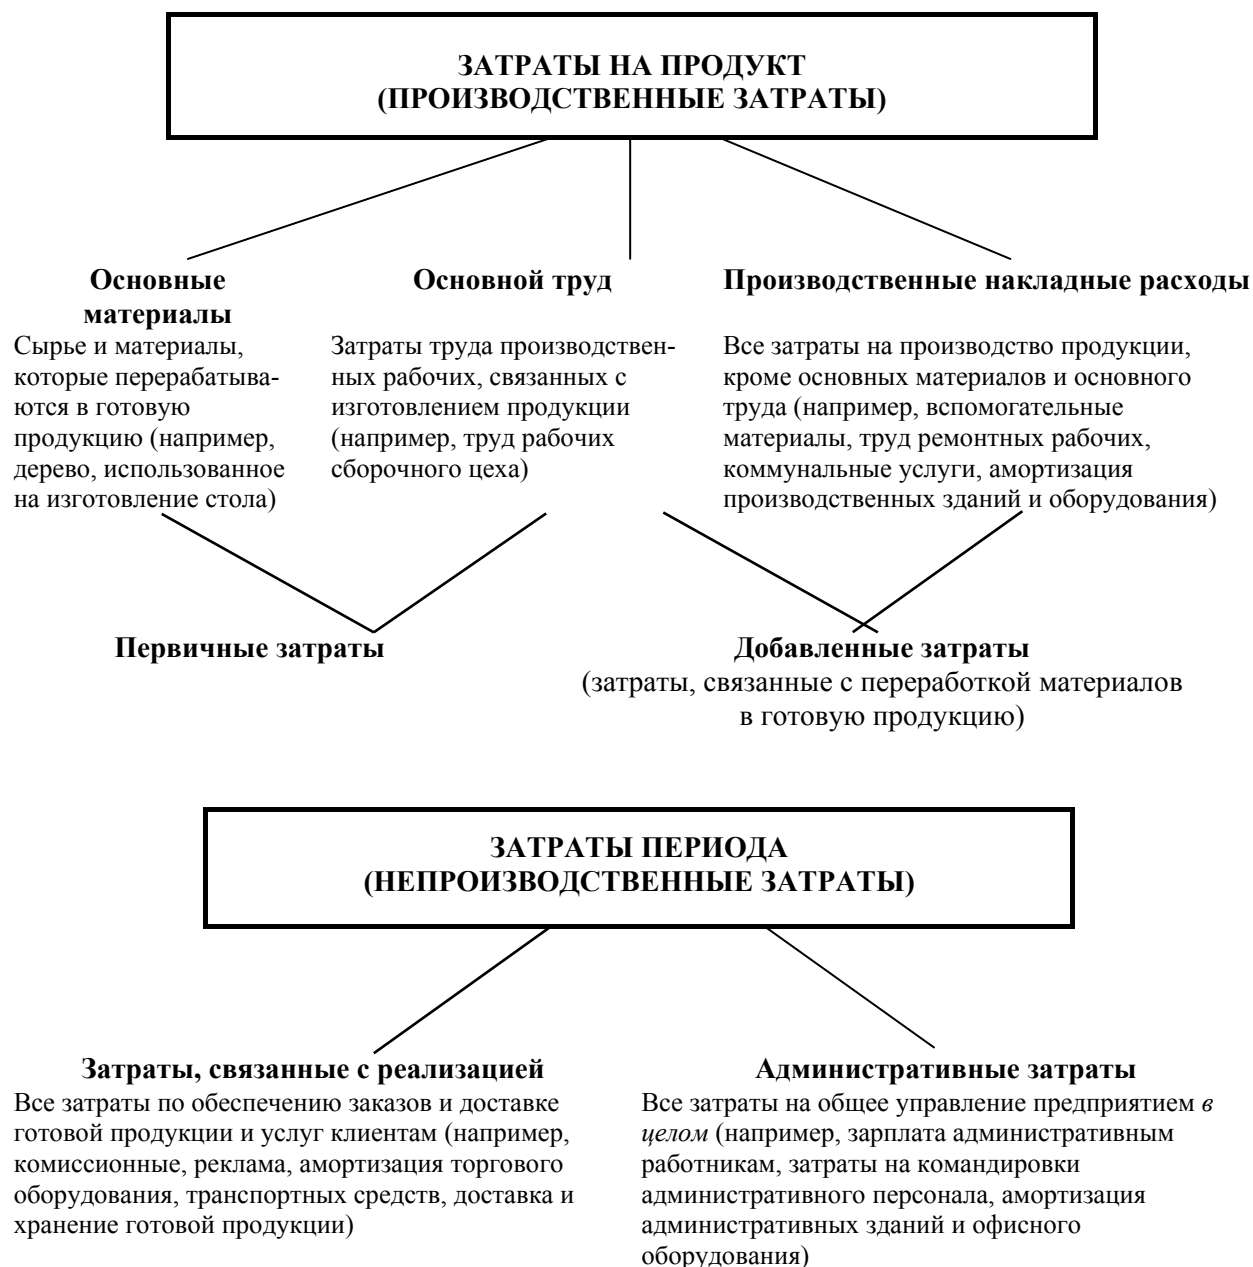 ЗАТРАТЫ НА ПРОДУКТ
(ПРОИЗВОДСТВЕННЫЕ ЗАТРАТЫ)
Основные
материалы
Сырье и материалы,
которые перерабатыва-
ются в готовую
продукцию (например,
дерево, использованное
на изготовление стола)
Основной труд
Затраты труда производствен-
ных рабочих, связанных с
изготовлением продукции
(например, труд рабочих
сборочного цеха)
Производственные накладные расходы
Все затраты на производство продукции,
кроме основных материалов и основного
труда (например, вспомогательные
материалы, труд ремонтных рабочих,
коммунальные услуги, амортизация
производственных зданий и оборудования)
Первичные затраты
Добавленные затраты
(затраты, связанные с переработкой материалов
в готовую продукцию)
ЗАТРАТЫ ПЕРИОДА
(НЕПРОИЗВОДСТВЕННЫЕ ЗАТРАТЫ)
Затраты, связанные с реализацией
Все затраты по обеспечению заказов и доставке
готовой продукции и услуг клиентам (например,
комиссионные, реклама, амортизация торгового
оборудования, транспортных средств, доставка и
хранение готовой продукции)
Административные затраты
Все затраты на общее управление предприятием в
целом (например, зарплата административным
работникам, затраты на командировки
административного персонала, амортизация
административных зданий и офисного
оборудования)